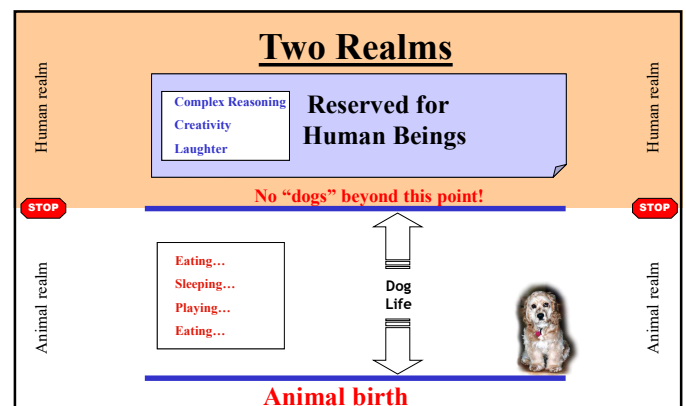 Two Realms
Human realm
Complex Reasoning
Creativity
Laughter
Reserved for
Human Beings
Human realm
No “dogs” beyond this point!
STOP
STOP
Animal realm
Eating…
Sleeping…
Playing…
Eating…
Dog
Life
Animal realm
Animal birth